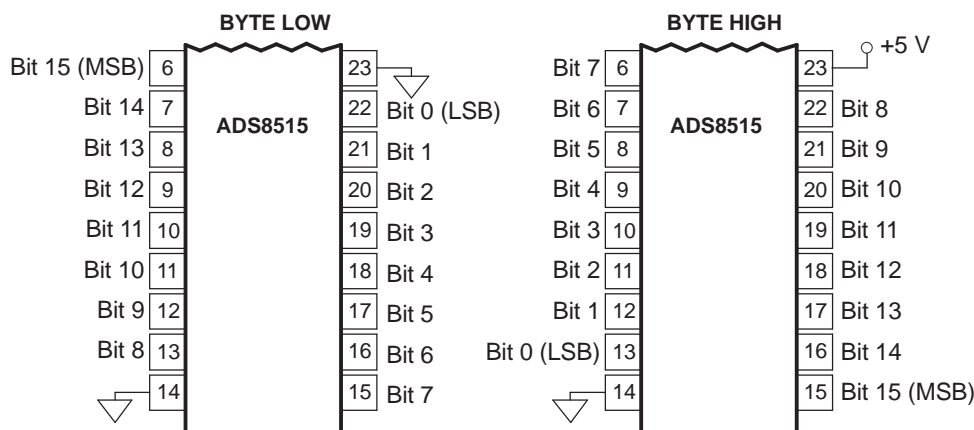 BYTE LOW
Bit 15 (MSB) 6 23
Bit 14 7 22 Bit 0 (LSB)
ADS8515
Bit 13 8 21 Bit 1
Bit 12 9 20 Bit 2
Bit 11 10 19 Bit 3
Bit 10 11 18 Bit 4
Bit 9 12 17 Bit 5
Bit 8 13 16 Bit 6
14 15 Bit 7
BYTE HIGH
+5 V
Bit 7 6 23
Bit 6 7 22 Bit 8
ADS8515
Bit 5 8 21 Bit 9
Bit 4 9 20 Bit 10
Bit 3 10 19 Bit 11
Bit 2 11 18 Bit 12
Bit 1 12 17 Bit 13
Bit 0 (LSB) 13 16 Bit 14
14 15 Bit 15 (MSB)